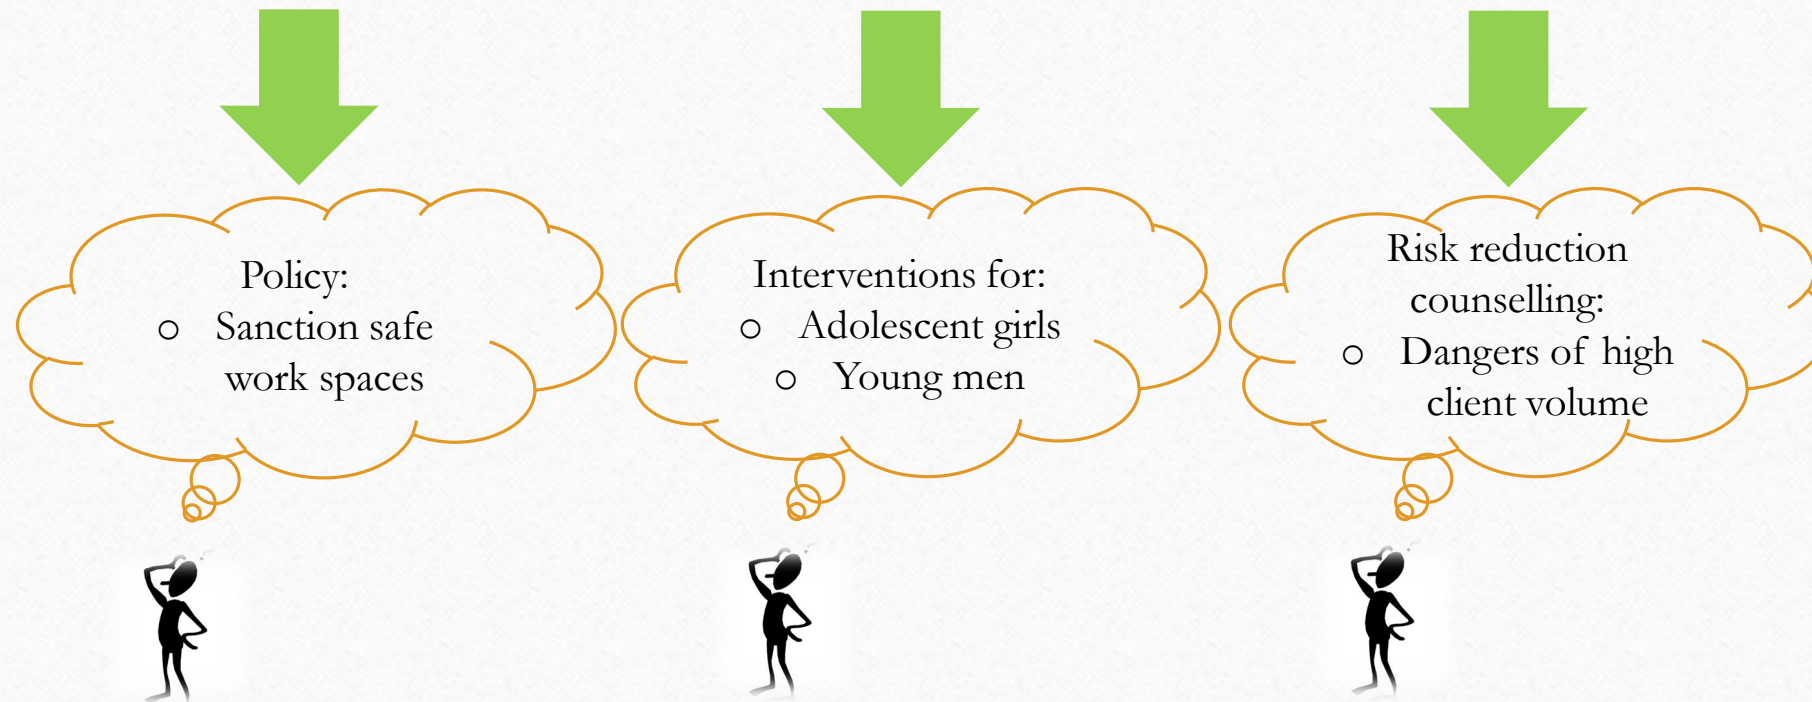 Policy:
o Sanction safe
work spaces
Interventions for:
o Adolescent girls
o Young men
Risk reduction
counselling:
o Dangers of high
client volume